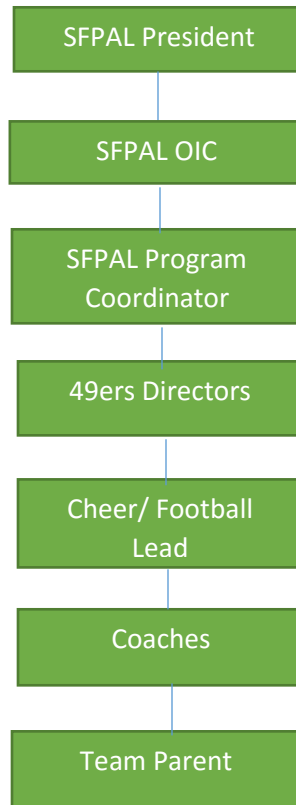 SFPAL President
SFPAL OIC
SFPAL Program
Coordinator
49ers Directors
Cheer/ Football
Lead
Coaches
Team Parent